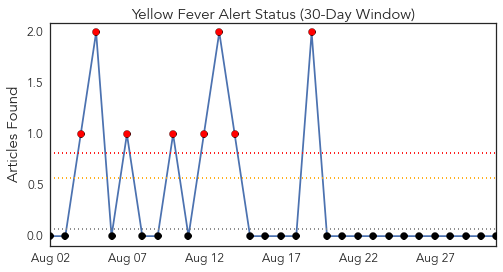 Yellow Fever Alert Status (30-Day Window)
Articles Found
2.0
1.5
1.0
0.5
0.0
Aug 02 Aug 07 Aug 12 Aug 17 Aug 22 Aug 27